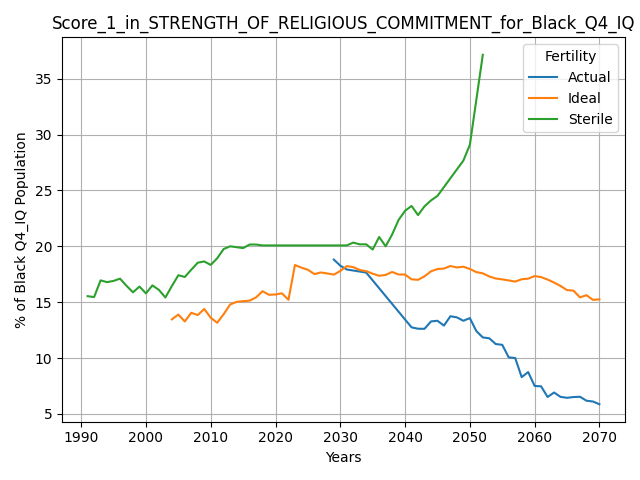 Score_1_in_STRENGTH_OF_RELIGIOUS_COMMITMENT_for_Black_Q4_IQ
% of Black Q4_IQ Population
35
30
25
20
15
10
5
Fertility
Actual
Ideal
Sterile
1990 2000 2010 2020 2030 2040 2050 2060 2070
Years